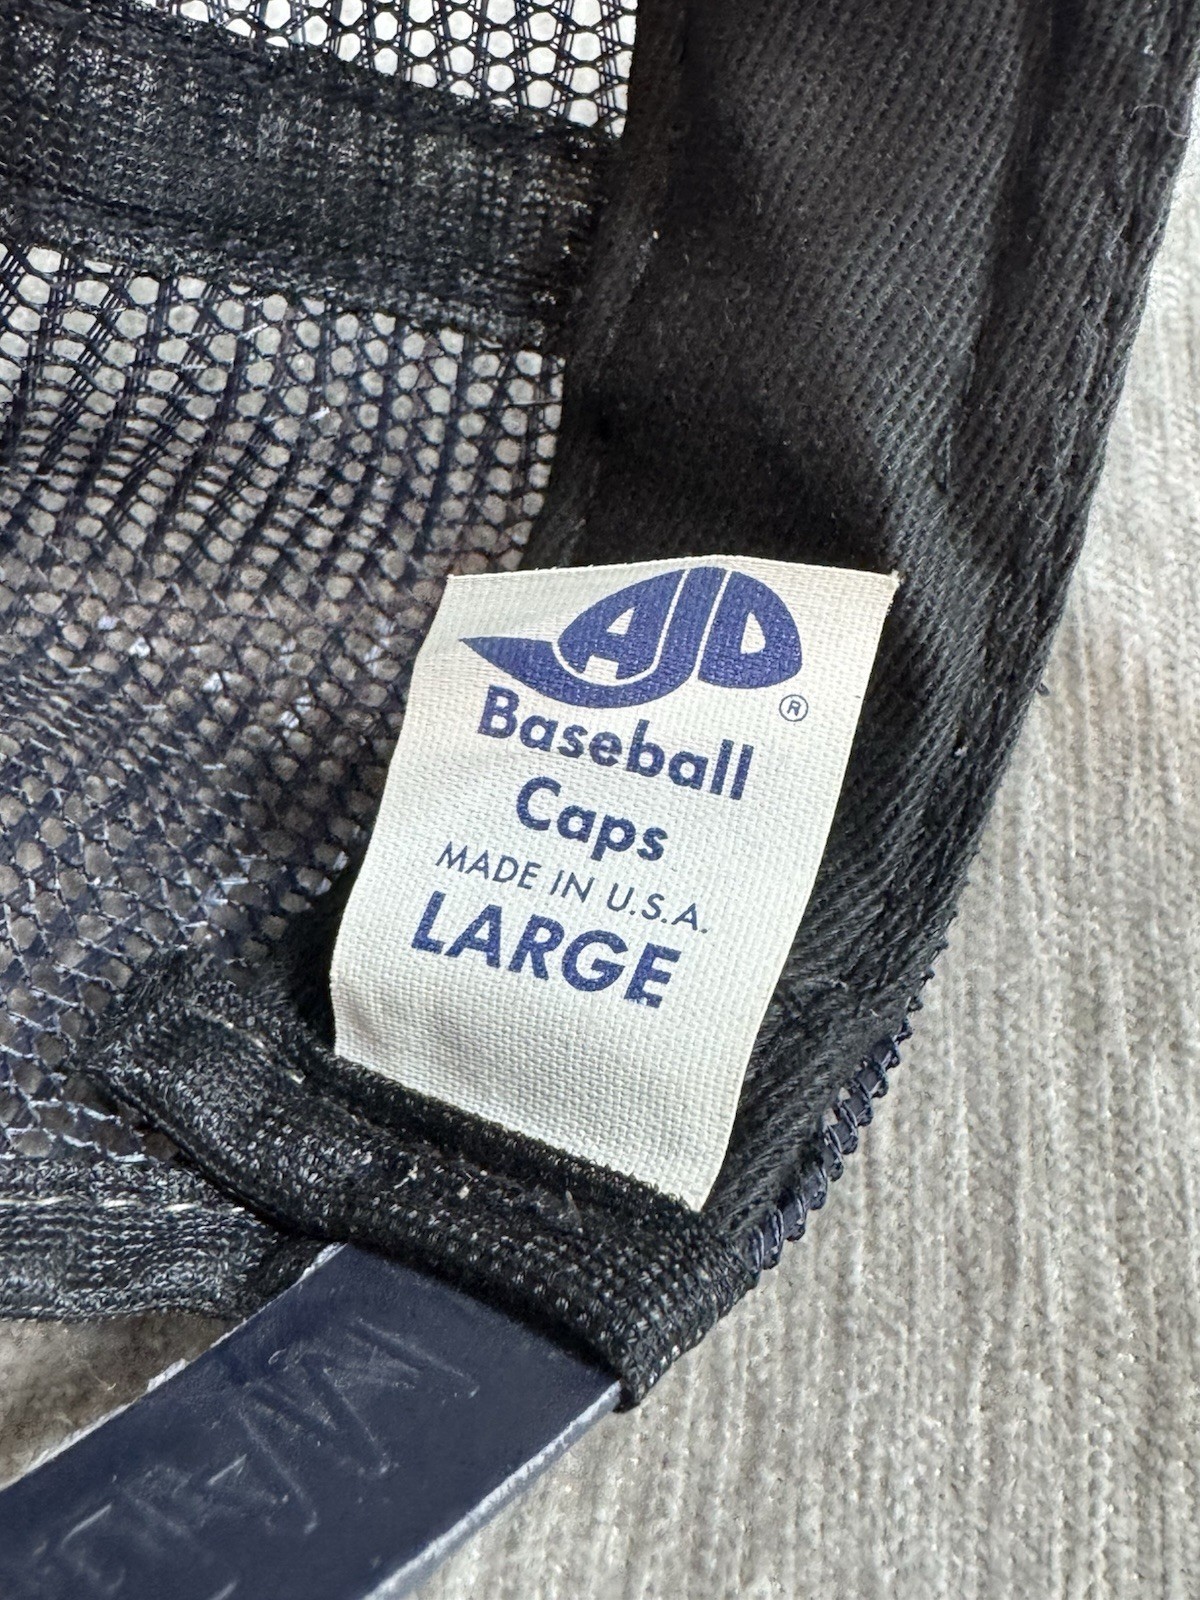 AJD
®
Baseball
Caps
MADE IN U.S.A.
LARGE